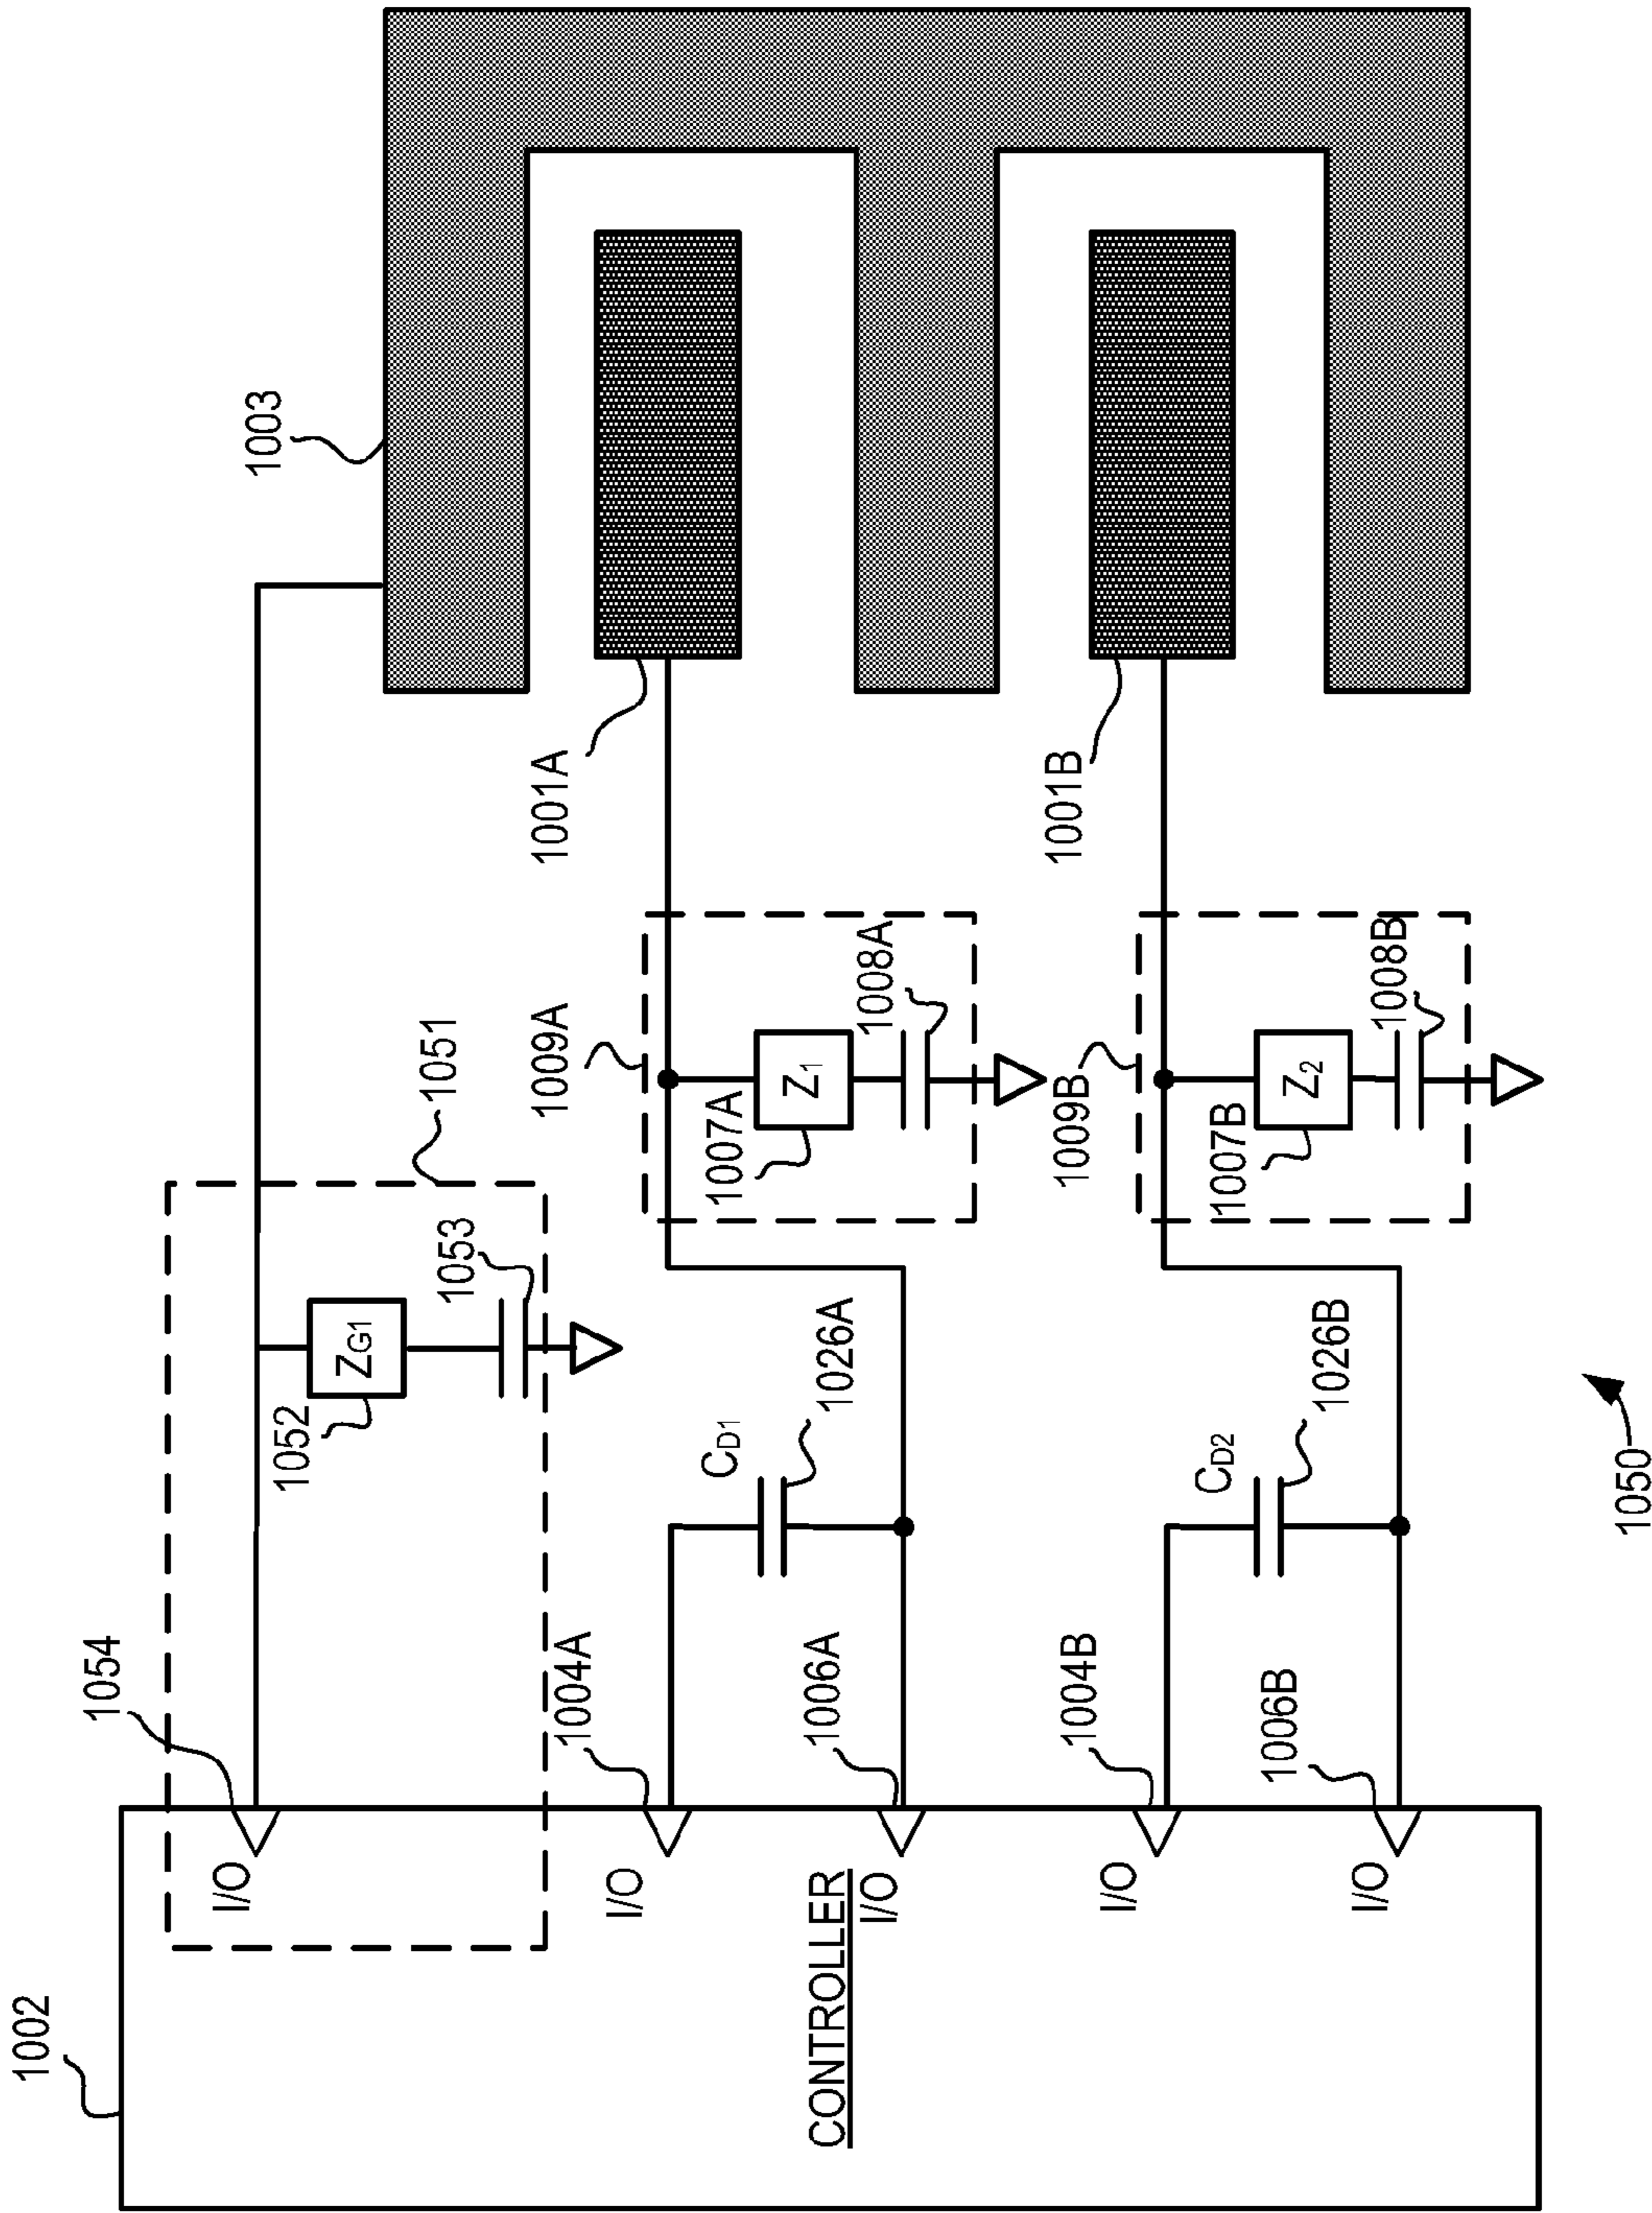 1002
1054
1051
1003
I/O
1052
ZG1
1053
1004A
I/O
CD1
1026A
1009A
1001A
1007A
Z1
1008A
CONTROLLER
1006A
I/O
1004B
I/O
CD2
1026B
1009B
1001B
1007B
Z2
1008B
1006B
I/O
1050